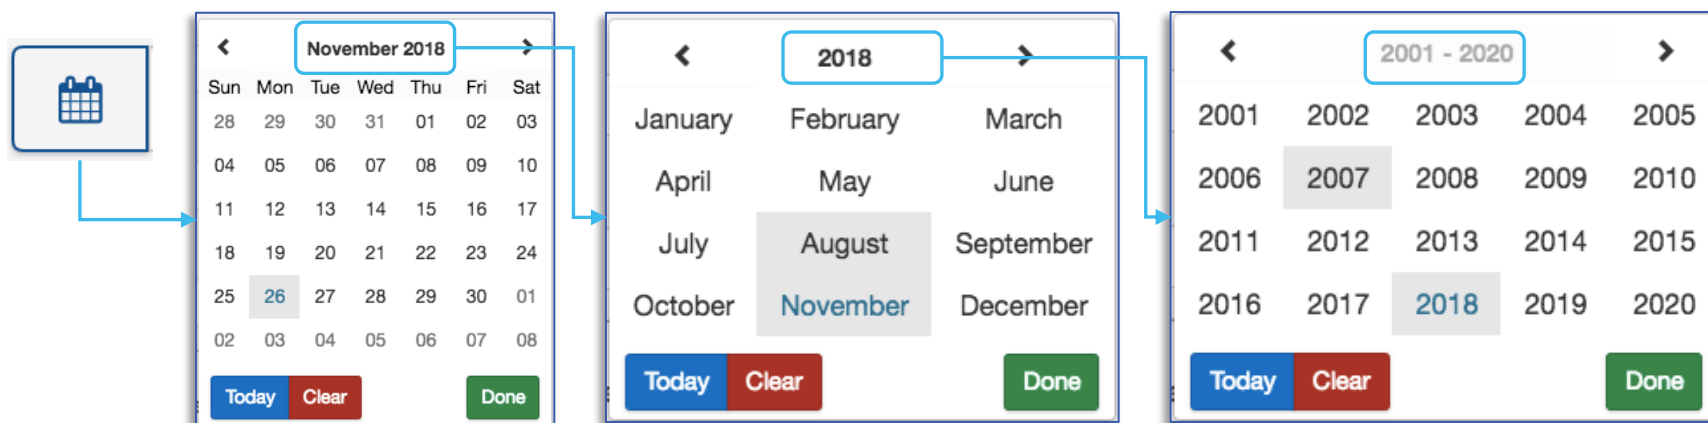 November 2018
Sun Mon Tue Wed Thu Fri Sat
28 29 30 31 01 02 03
04 05 06 07 08 09 10
11 12 13 14 15 16 17
18 19 20 21 22 23 24
25 26 27 28 29 30 01
02 03 04 05 06 07 08
Today Clear Done
2018
January February March
April May June
July August September
October November December
Today Clear Done
2001 - 2020
2001 2002 2003 2004 2005
2006 2007 2008 2009 2010
2011 2012 2013 2014 2015
2016 2017 2018 2019 2020
Today Clear Done